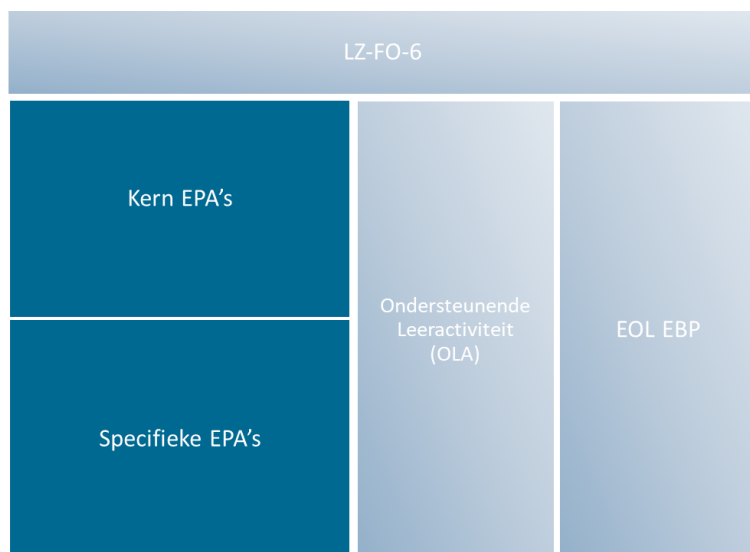 LZ-FO-6
Kern EPA's
Specifieke EPA's
Ondersteunende
Leeractiviteit
(OLA)
EOL EBP